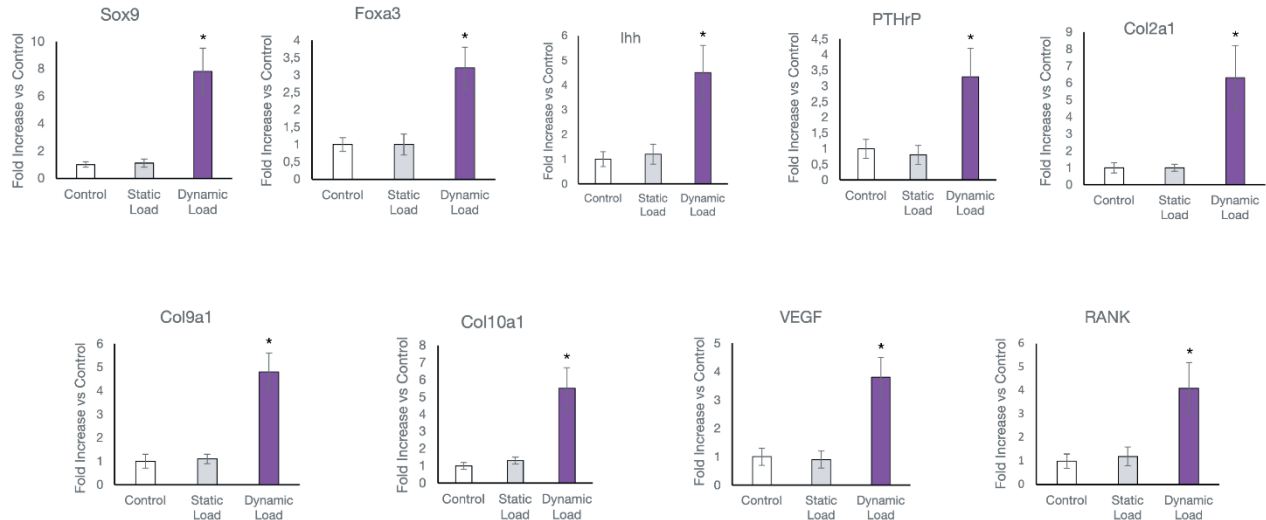 Sox9
Fold Increase vs Control
10
8
6
4
2
0
*
Control
Static
Load
Dynamic
Load
Foxa3
Fold Increase vs Control
4
3,5
3
2,5
2
1,5
1
0,5
0
*
Control
Static
Load
Dynamic
Load
Ihh
Fold Increase vs Control
6
5
4
2
1
0
*
Control
Static
Load
Dynamic
Load
PTHrP
Fold Increase vs Control
4,5
3,5
3
2,5
2
1,5
1
0,5
0
*
Control
Static
Load
Dynamic
Load
Col2a1
Fold Increase vs Control
9
8
7
6
5
4
3
2
1
0
*
Control
Static
Load
Dynamic
Load
Col9a1
Fold Increase vs Control
6
5
4
3
2
1
0
*
Control
Static
Load
Dynamic
Load
Col10a1
Fold Increase vs Control
8
7
6
5
4
3
2
1
0
*
Control
Static
Load
Dynamic
Load
VEGF
Fold Increase vs Control
5
4
3
2
1
0
*
Control
Static
Load
Dynamic
Load
RANK
Fold Increase vs Control
6
5
4
3
2
1
0
*
Control
Static
Load
Dynamic
Load